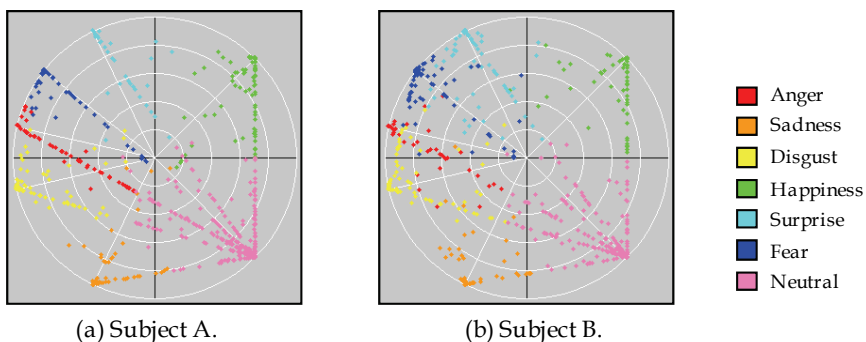 Anger
Sadness
Disgust
Happiness
Surprise
Fear
Neutral
(a) Subject A.
(b) Subject B.